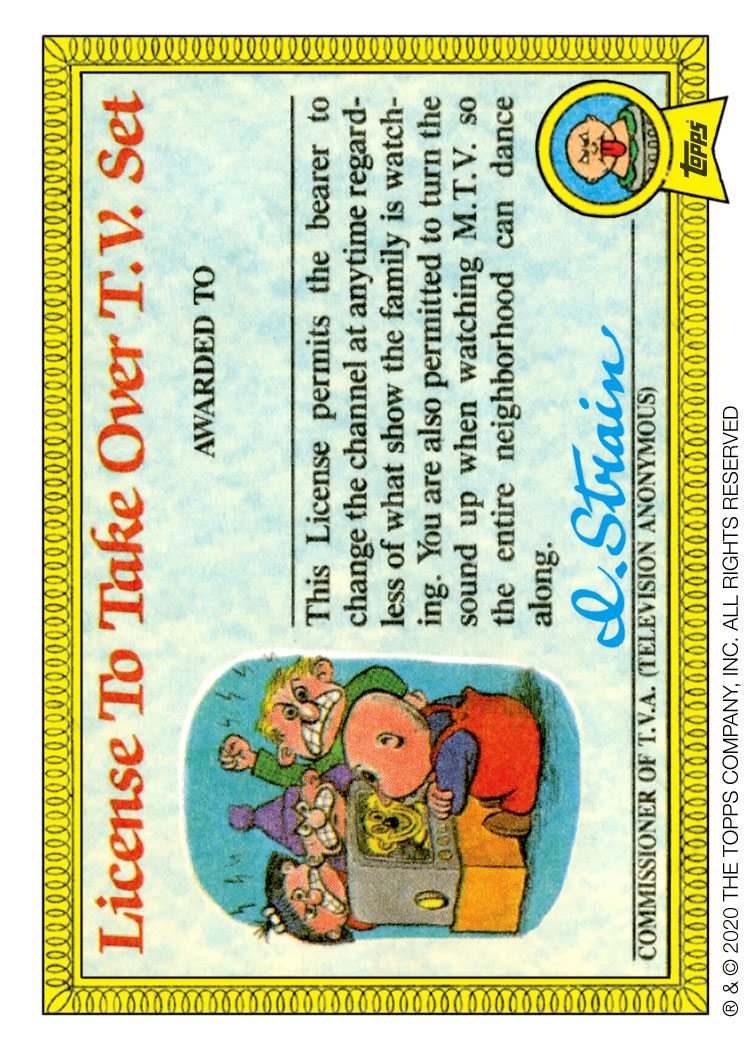 License To Take Over T.V. Set
AWARDED TO
This License permits the bearer to
change the channel at anytime regard-
less of what show the family is watch-
ing. You are also permitted to turn the
sound up when watching M.T.V. so
the entire neighborhood can dance
along.
I. Strain
COMMISSIONER OF T.V.A. (TELEVISION ANONYMOUS)
topps
® & © 2020 THE TOPPS COMPANY, INC. ALL RIGHTS RESERVED